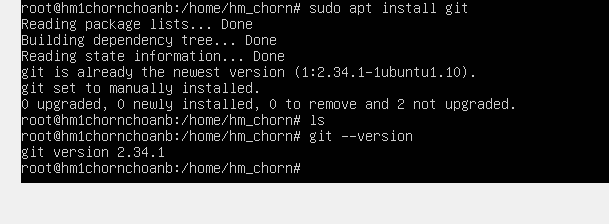 root@hm1chornchoanb:/home/hm_chorn# sudo apt install git
Reading package lists... Done
Building dependency tree... Done
Reading state information... Done
git is already the newest version (1:2.34.1-1ubuntu1.10).
git set to manually installed.
0 upgraded, 0 newly installed, 0 to remove and 2 not upgraded.
root@hm1chornchoanb:/home/hm_chorn# ls
root@hm1chornchoanb:/home/hm_chorn# git --version
git version 2.34.1
root@hm1chornchoanb:/home/hm_chorn#